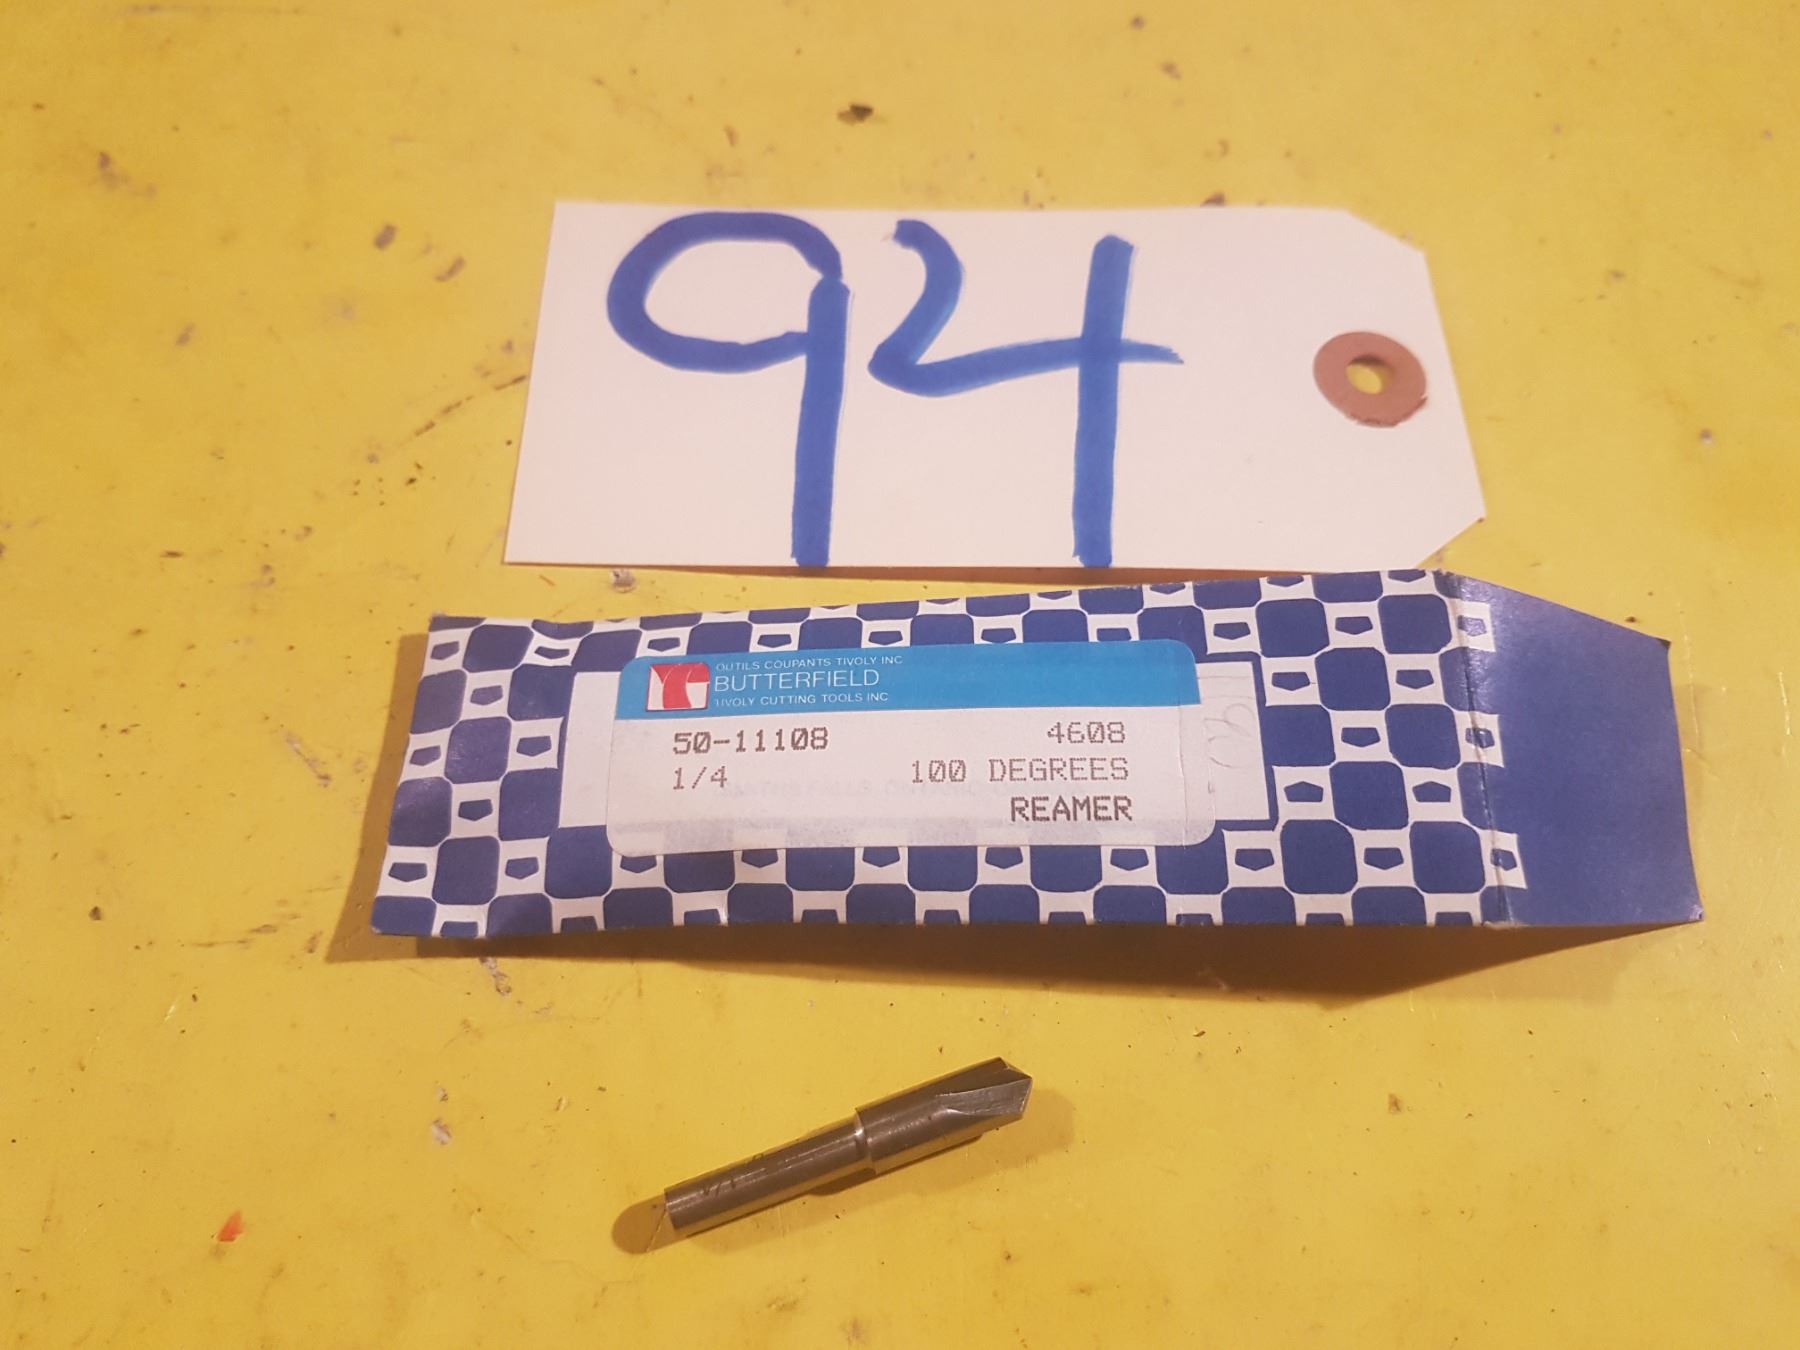 94
OUTILS COUPANTS TIVOLY INC
BUTTERFIELD
TIVOLY CUTTING TOOLS INC
50-11108 4608
1/4 100 DEGREES
REAMER